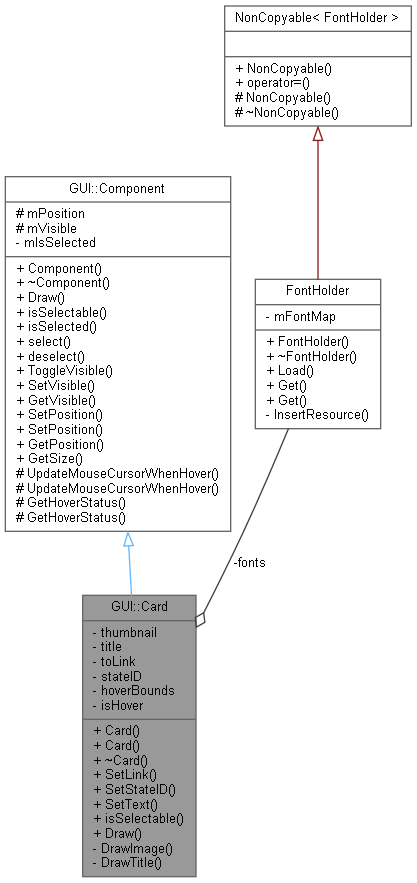 NonCopyable< FontHolder >
+ NonCopyable()
+ operator=()
# NonCopyable()
# ~NonCopyable()
GUI::Component
# mPosition
# mVisible
- mIsSelected
+ Component()
+ ~Component()
+ Draw()
+ isSelectable()
+ isSelected()
+ select()
+ deselect()
+ ToggleVisible()
+ SetVisible()
+ GetVisible()
+ SetPosition()
+ SetPosition()
+ GetPosition()
+ GetSize()
# UpdateMouseCursorWhenHover()
# UpdateMouseCursorWhenHover()
# GetHoverStatus()
# GetHoverStatus()
FontHolder
- mFontMap
+ FontHolder()
+ ~FontHolder()
+ Load()
+ Get()
+ Get()
- InsertResource()
-fonts
GUI::Card
- thumbnail
- title
- toLink
- stateID
- hoverBounds
- isHover
+ Card()
+ Card()
+ ~Card()
+ SetLink()
+ SetStateID()
+ SetText()
+ isSelectable()
+ Draw()
- DrawImage()
- DrawTitle()